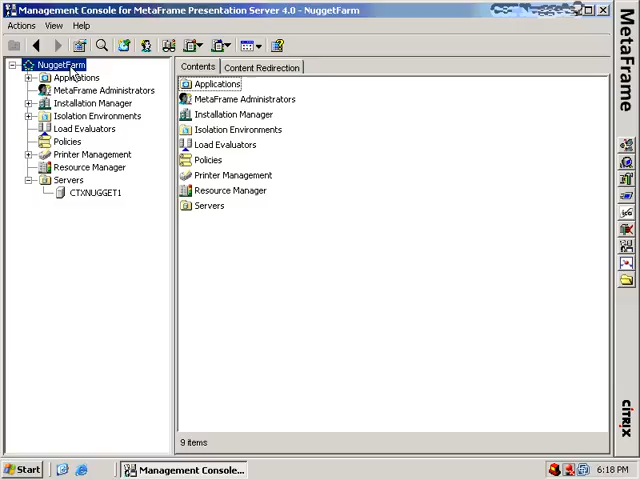 Management Console for MetaFrame Presentation Server 4.0 - NuggetFarm
Actions View Help
NuggetFarm
Applications
MetaFrame Administrators
Installation Manager
Isolation Environments
Load Evaluators
Policies
Printer Management
Resource Manager
Servers
CTXNUGGET1
Contents Content Redirection
Applications
MetaFrame Administrators
Installation Manager
Isolation Environments
Load Evaluators
Policies
Printer Management
Resource Manager
Servers
9 items
MetaFrame
CITRIX
Start Management Console... 6:18 PM